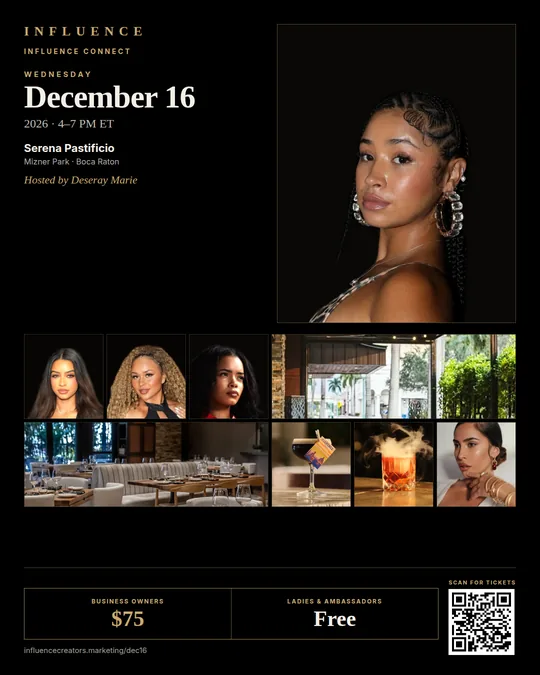 INFLUENCE
INFLUENCE CONNECT
WEDNESDAY
December 16
2026 · 4–7 PM ET
Serena Pastificio
Mizner Park · Boca Raton
Hosted by Deseray Marie
SCAN FOR TICKETS
BUSINESS OWNERS
$75
LADIES & AMBASSADORS
Free
influencecreators.marketing/dec16